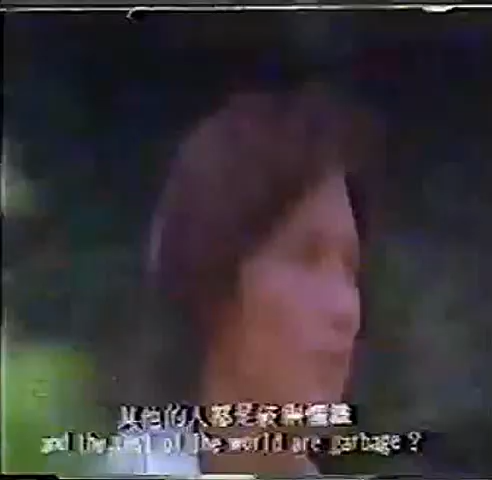 其他的人都是
and the rest of the world are garbage ?